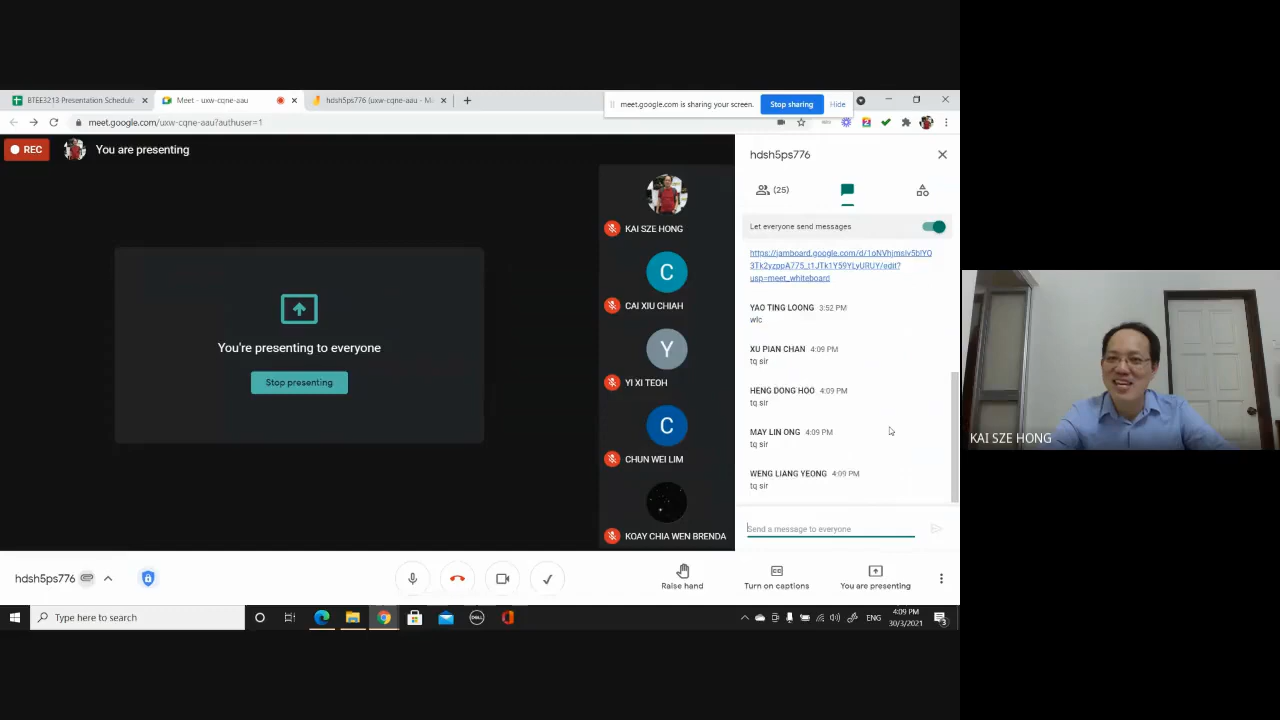 BTEE3213 Presentation Schedule
Meet - uxw-cqne-aau
hdsh5ps776 (uxw-cqne-aau - M
meet.google.com is sharing your screen.
Stop sharing
Hide
meet.google.com/uxw-cqne-aau?authuser=1
REC
You are presenting
hdsh5ps776
(25)
Let everyone send messages
YAO TING LOONG 3:52 PM
wlc
XU PIAN CHAN 4:09 PM
tq sir
HENG DONG HOO 4:09 PM
tq sir
MAY LIN ONG 4:09 PM
tq sir
WENG LIANG YEONG 4:09 PM
tq sir
Send a message to everyone
You're presenting to everyone
Stop presenting
KAI SZE HONG
C
CAI XIU CHIAH
Y
YI XI TEOH
C
CHUN WEI LIM
KOAY CHIA WEN BRENDA
KAI SZE HONG
hdsh5ps776
Raise hand
Turn on captions
You are presenting
Type here to search
DELL
ENG
4:09 PM
30/3/2021
3